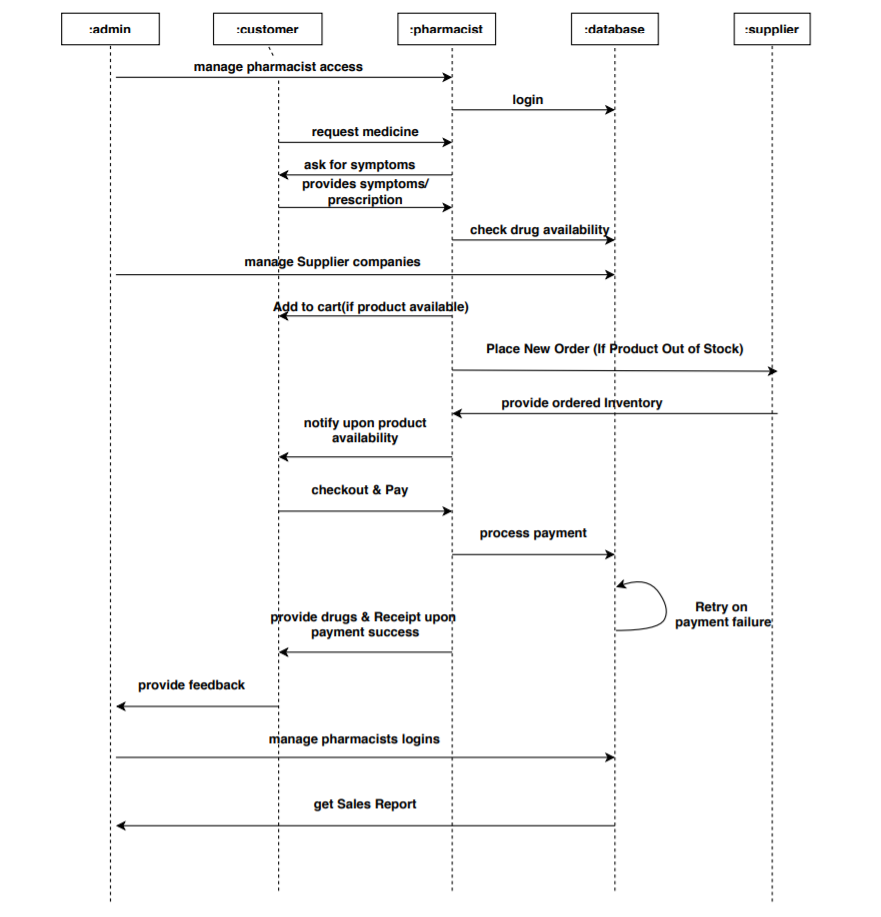 :admin
:customer
:pharmacist
:database
:supplier
manage pharmacist access
login
request medicine
ask for symptoms
provides symptoms/
prescription
check drug availability
manage Supplier companies
Add to cart(if product available)
Place New Order (If Product Out of Stock)
provide ordered Inventory
notify upon product
availability
checkout & Pay
process payment
Retry on
payment failure
provide drugs & Receipt upon
payment success
provide feedback
manage pharmacists logins
get Sales Report